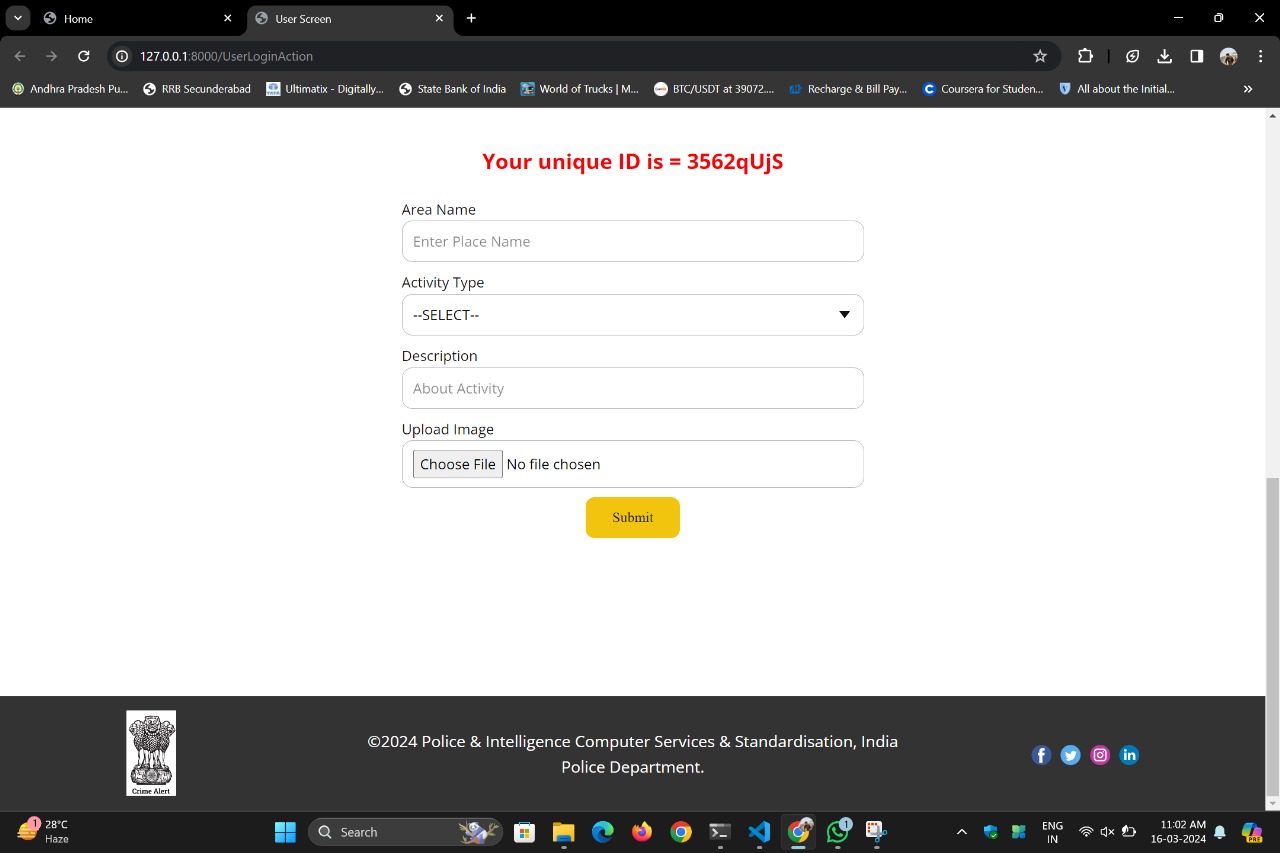 Home
User Screen
127.0.0.1:8000/UserLoginAction
Andhra Pradesh Pu...
RRB Secunderabad
Ultimatix - Digitally...
State Bank of India
World of Trucks | M...
BTC/USDT at 39072....
Recharge & Bill Pay...
Coursera for Studen...
All about the Initial...
Your unique ID is = 3562qUjS
Area Name
Enter Place Name
Activity Type
--SELECT--
Description
About Activity
Upload Image
Choose File No file chosen
Submit
Crime Alert
©2024 Police & Intelligence Computer Services & Standardisation, India
Police Department.
1
28°C
Haze
Search
1
ENG
IN
11:02 AM
16-03-2024
PRE